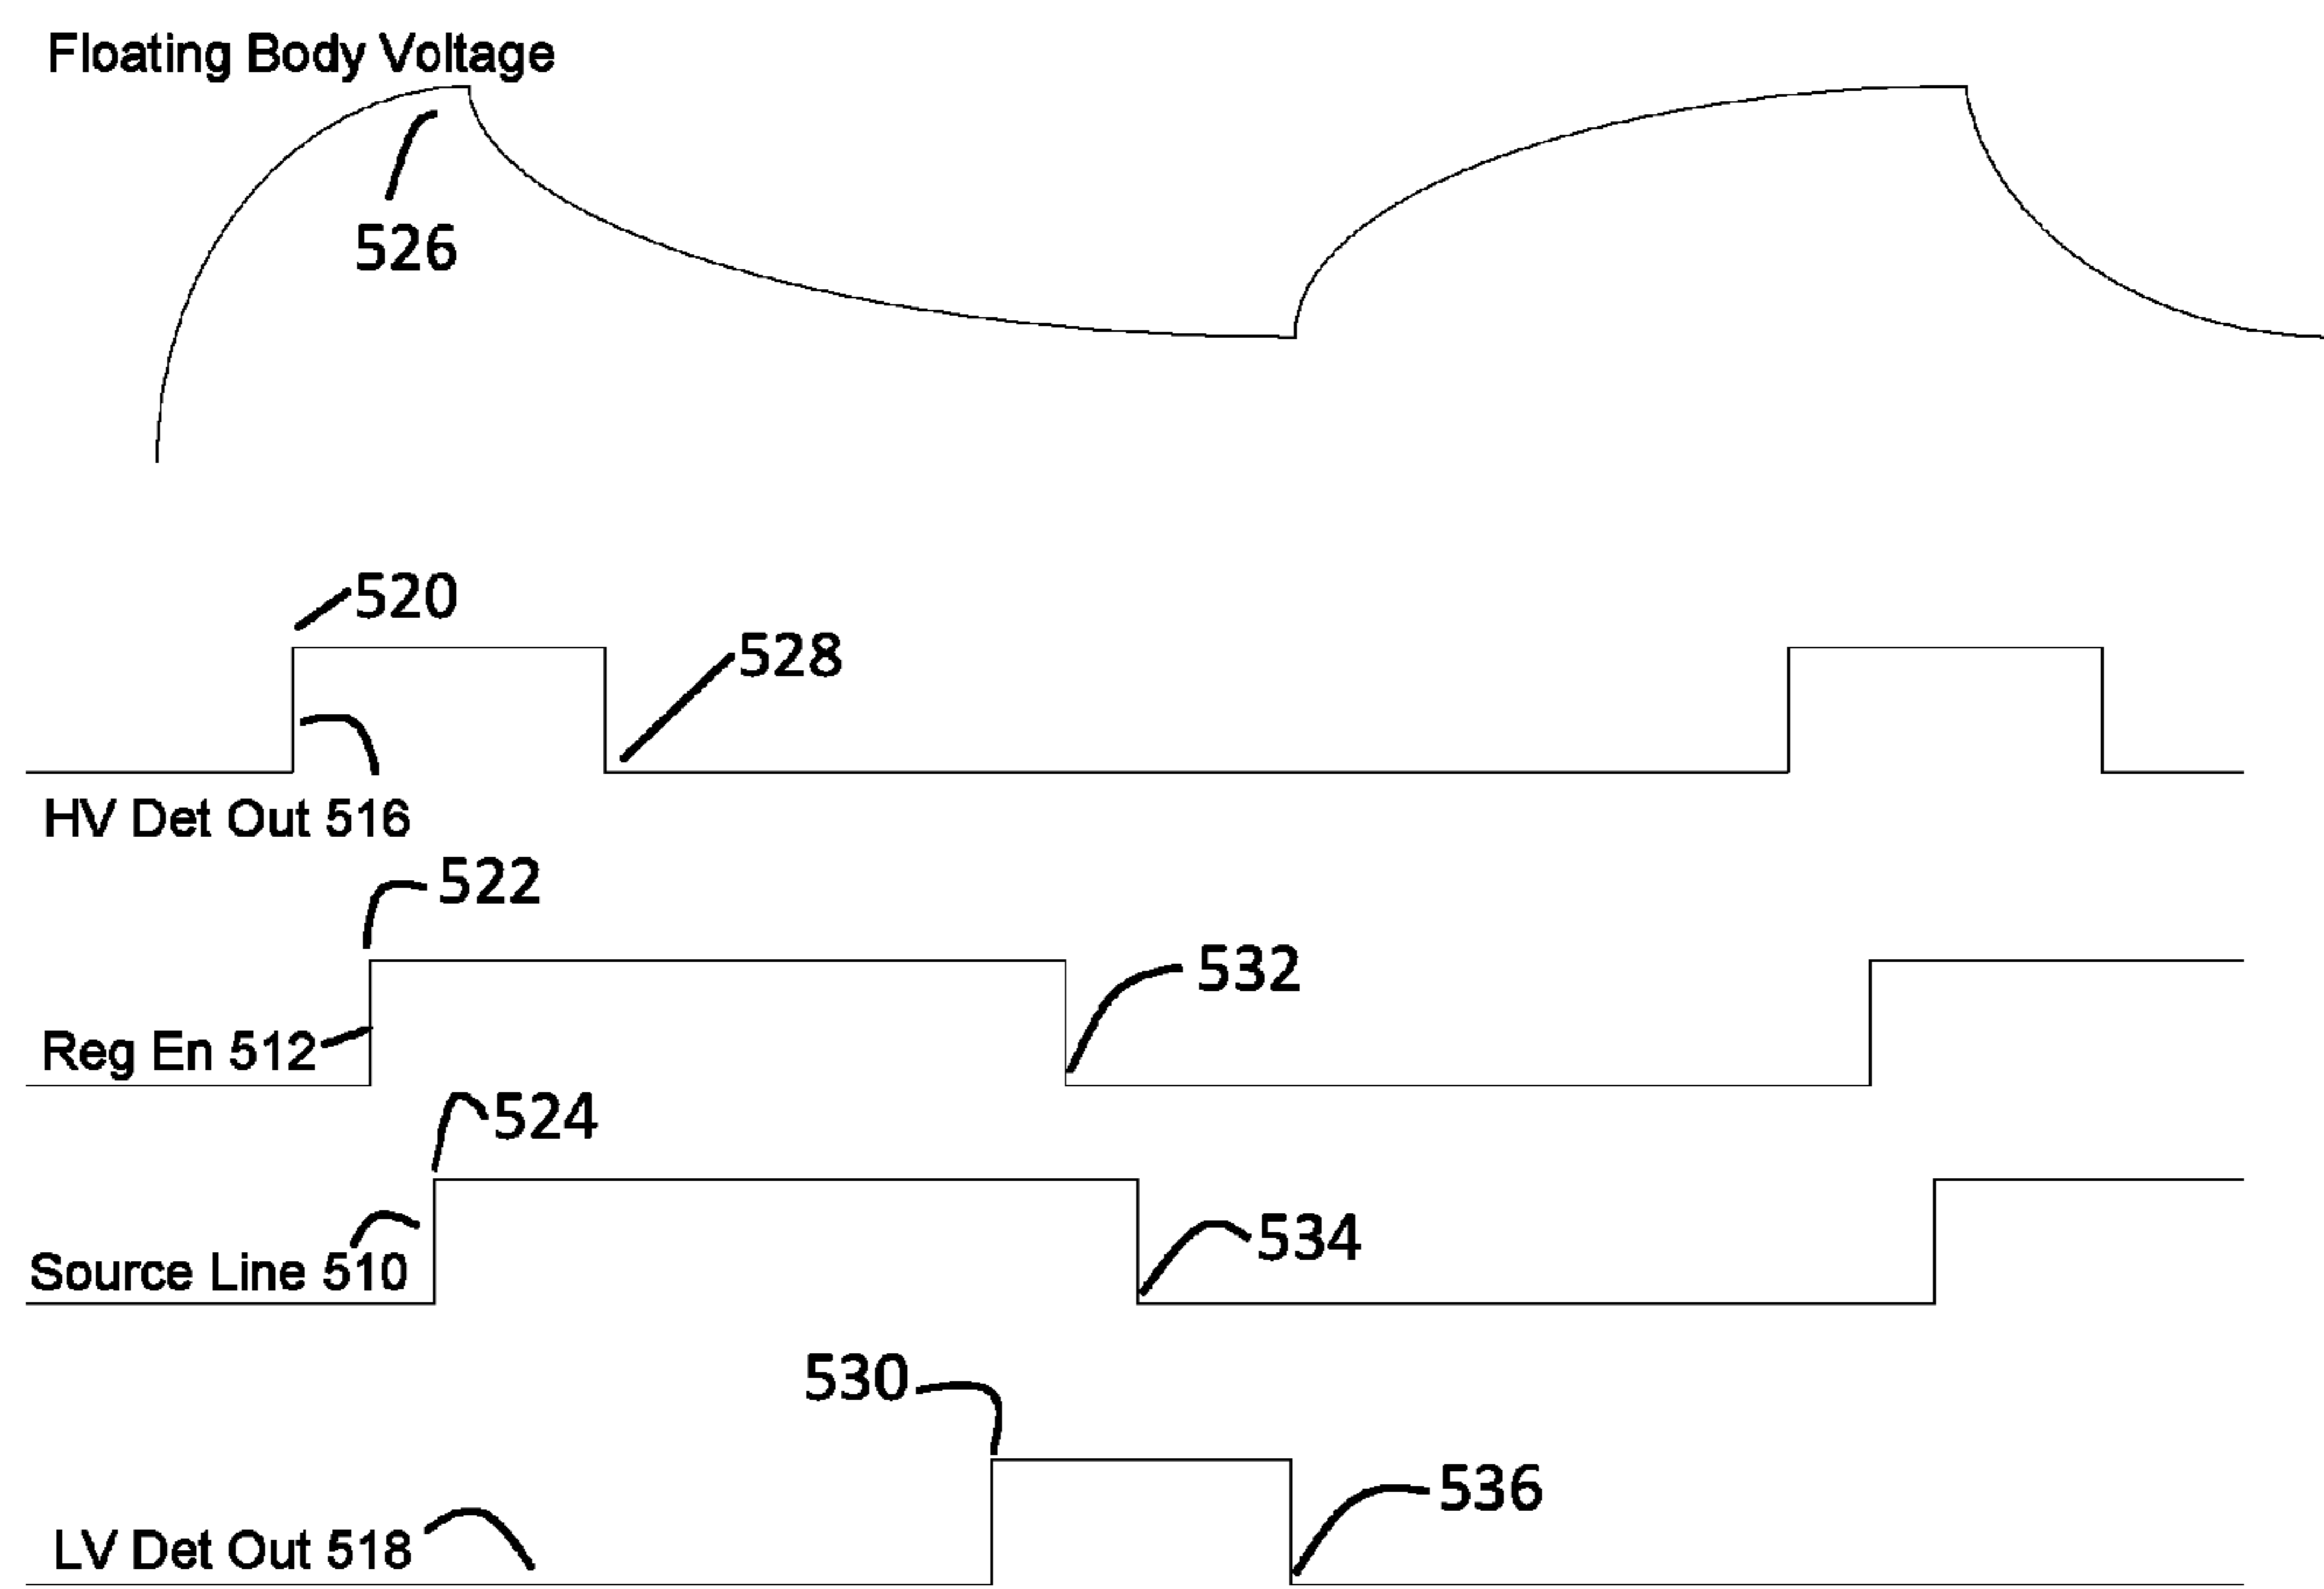 Floating Body Voltage
526
520
528
HV Det Out 516
522
532
Reg En 512
524
534
Source Line 510
530
536
LV Det Out 518